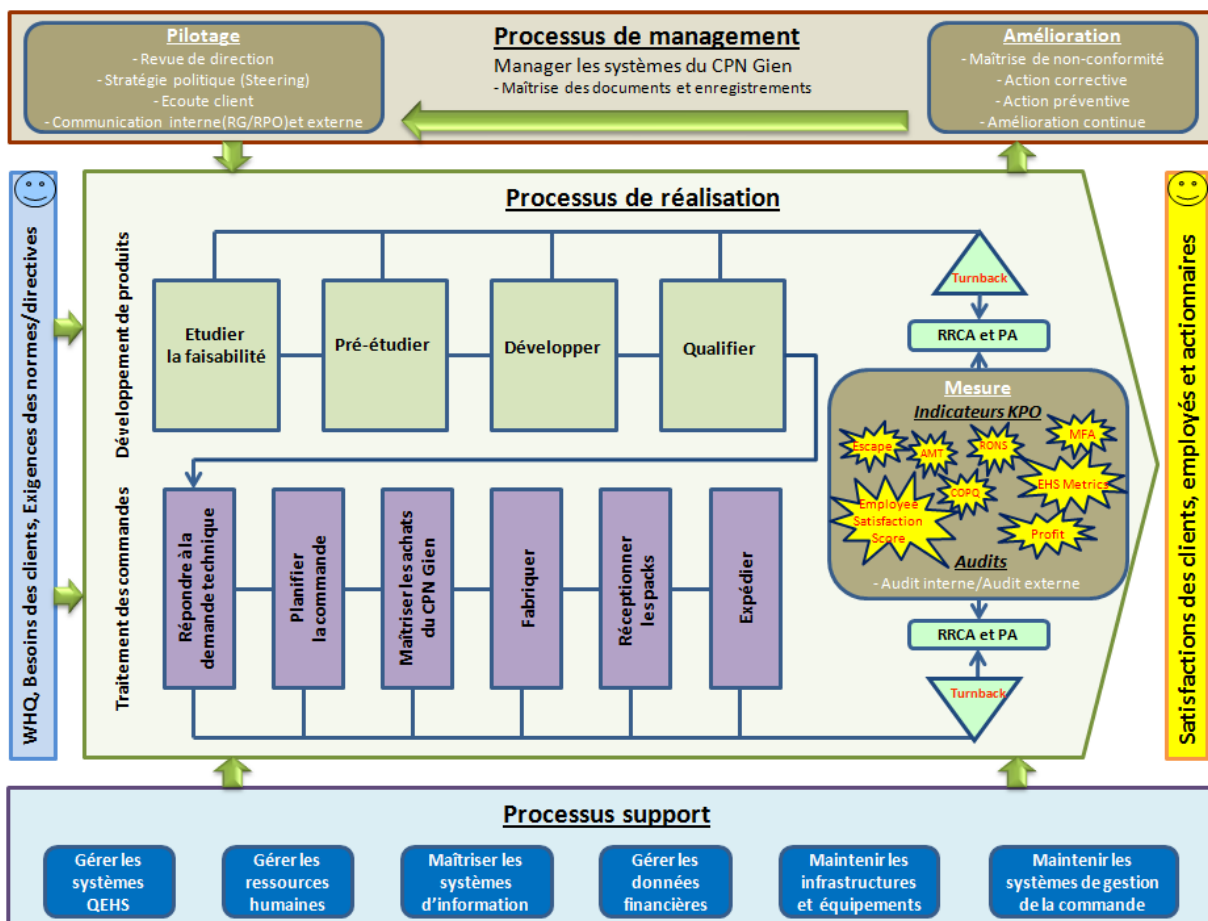 Pilotage
- Revue de direction
- Stratégie politique (Steering)
- Ecoute client
- Communication interne(RG/RPO)et externe
Processus de management
Manager les systèmes du CPN Gien
- Maîtrise des documents et enregistrements
Amélioration
- Maîtrise de non-conformité
- Action corrective
- Action préventive
- Amélioration continue
WHQ, Besoins des clients, Exigences des normes/directives
Processus de réalisation
Développement de produits
Etudier
la faisabilité
Pré-étudier
Développer
Qualifier
Turnback
RRCA et PA
Mesure
Indicateurs KPO
Escape
AMT
RONS
MFA
EHS Metrics
COPQ
Employee
Satisfaction
Score
Profit
Audits
- Audit interne/Audit externe
RRCA et PA
Turnback
Traitement des commandes
Répondre à la
demande technique
Planifier
la commande
Maîtriser les achats
du CPN Gien
Fabriquer
Réceptionner
les packs
Expédier
Satisfactions des clients, employés et actionnaires
Processus support
Gérer les
systèmes
QEHS
Gérer les
ressources
humaines
Maîtriser les
systèmes
d'information
Gérer les
données
financières
Maintenir les
infrastructures
et équipements
Maintenir les
systèmes de gestion
de la commande